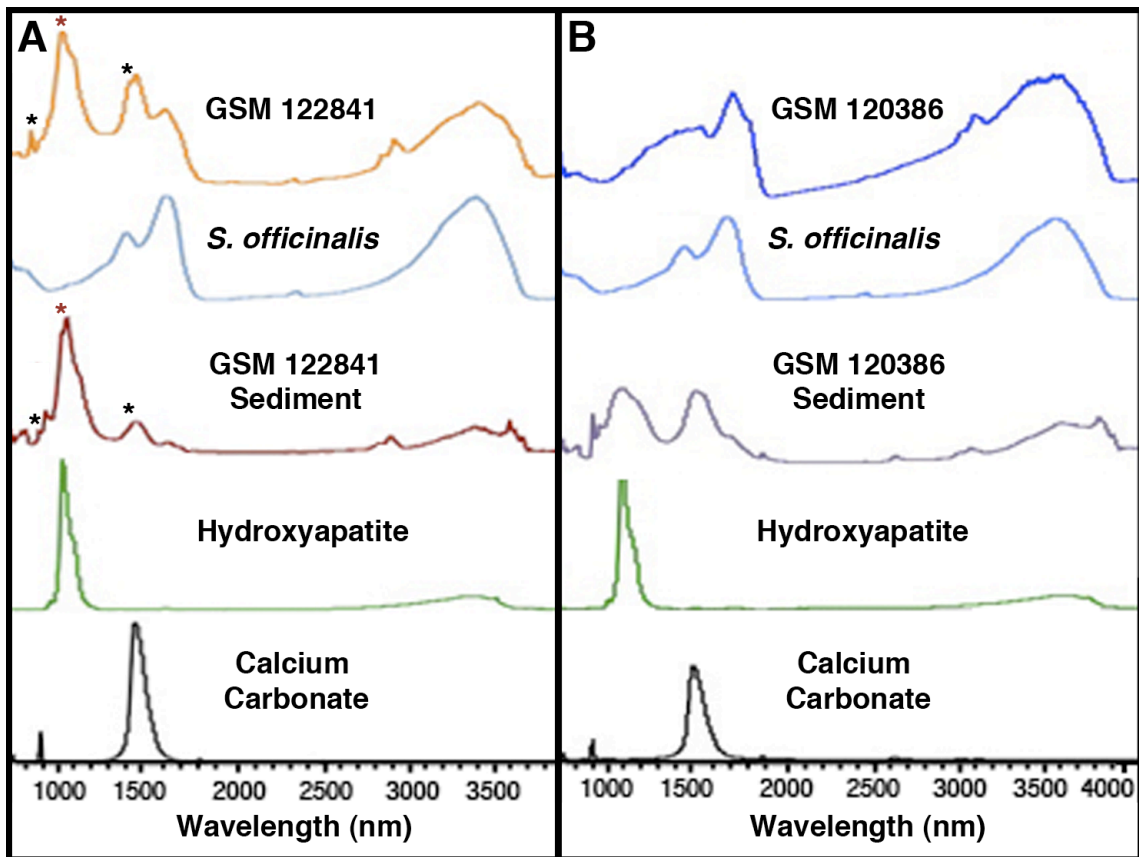 A
*
*
*
GSM 122841
S. officinalis
*
*
*
GSM 122841
Sediment
Hydroxyapatite
Calcium
Carbonate
1000 1500 2000 2500 3000 3500
Wavelength (nm)
B
GSM 120386
S. officinalis
GSM 120386
Sediment
Hydroxyapatite
Calcium
Carbonate
1000 1500 2000 2500 3000 3500 4000
Wavelength (nm)